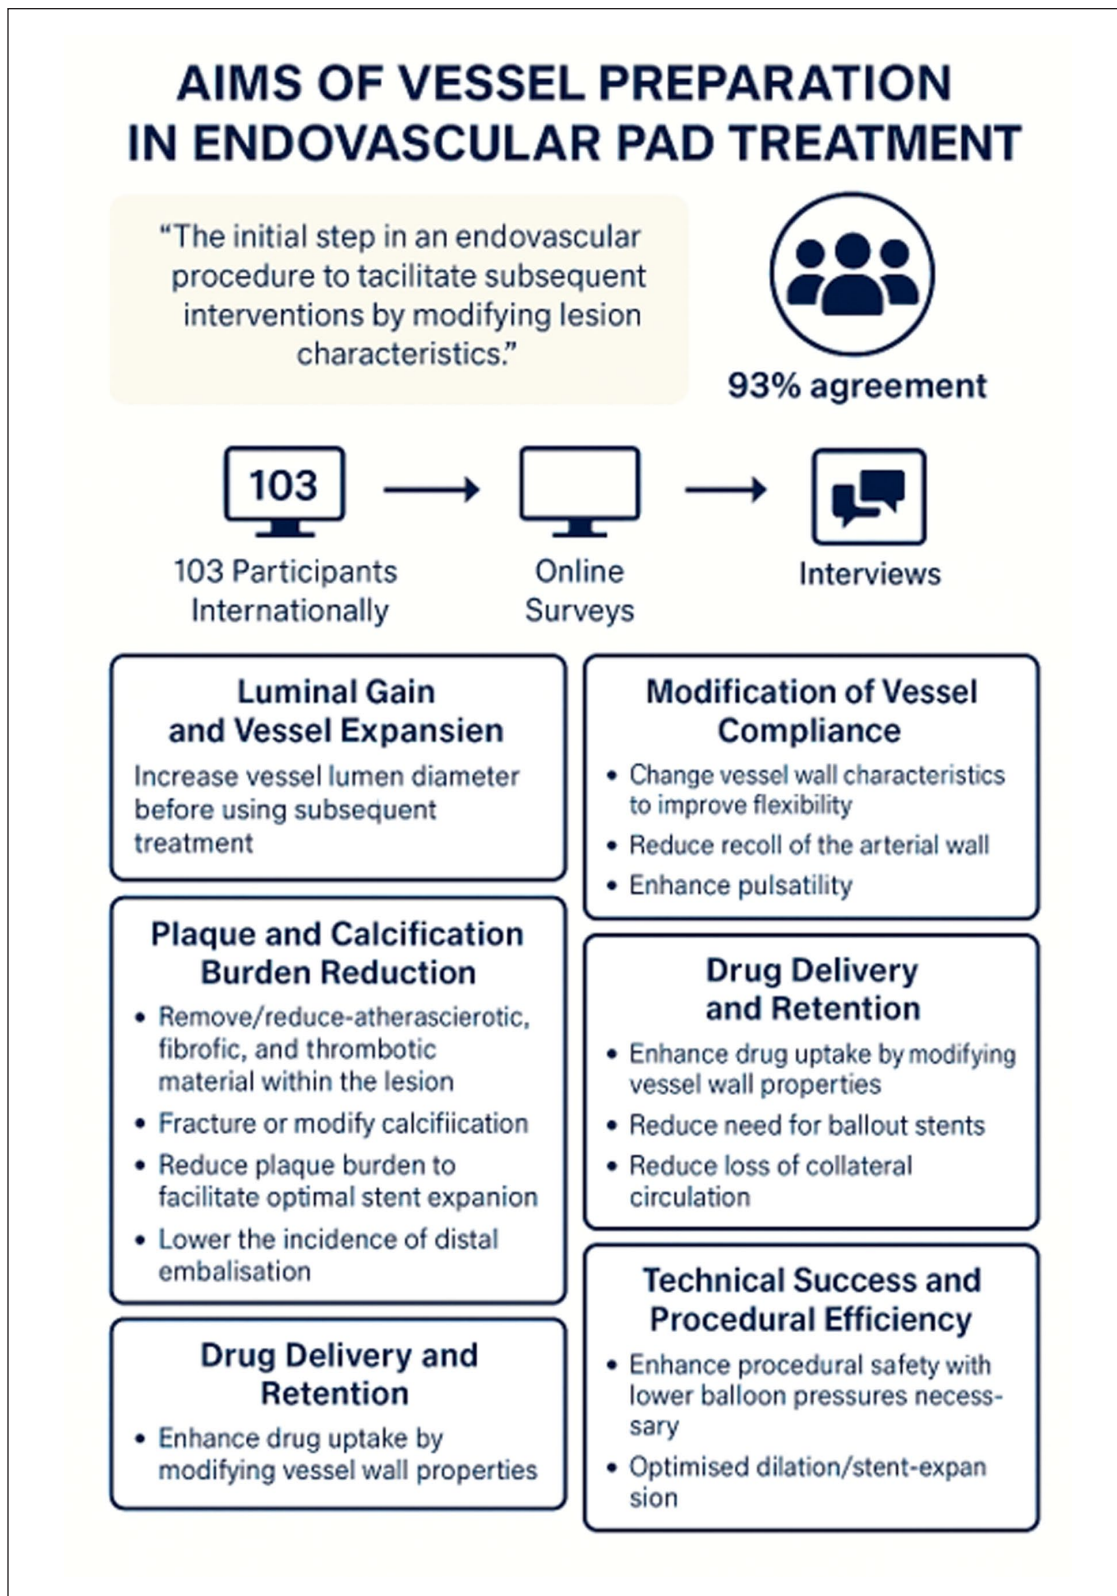 AIMS OF VESSEL PREPARATION
IN ENDOVASCULAR PAD TREATMENT
“The initial step in an endovascular
procedure to tacilitate subsequent
interventions by modifying lesion
characteristics.”
93% agreement
103
103 Participants
Internationally
Online
Surveys
Interviews
Luminal Gain
and Vessel Expansien
Increase vessel lumen diameter
before using subsequent
treatment
Plaque and Calcification
Burden Reduction
• Remove/reduce-atherascierotic,
fibrofic, and thrombotic
material within the lesion
• Fracture or modify calcifiication
• Reduce plaque burden to
facilitate optimal stent expanion
• Lower the incidence of distal
embalisation
Drug Delivery and
Retention
• Enhance drug uptake by
modifying vessel wall properties
Modification of Vessel
Compliance
• Change vessel wall characteristics
to improve flexibility
• Reduce recoll of the arterial wall
• Enhance pulsatility
Drug Delivery
and Retention
• Enhance drug uptake by modifying
vessel wall properties
• Reduce need for ballout stents
• Reduce loss of collateral
circulation
Technical Success and
Procedural Efficiency
• Enhance procedural safety with
lower balloon pressures necess-
sary
• Optimised dilation/stent-expan
sion